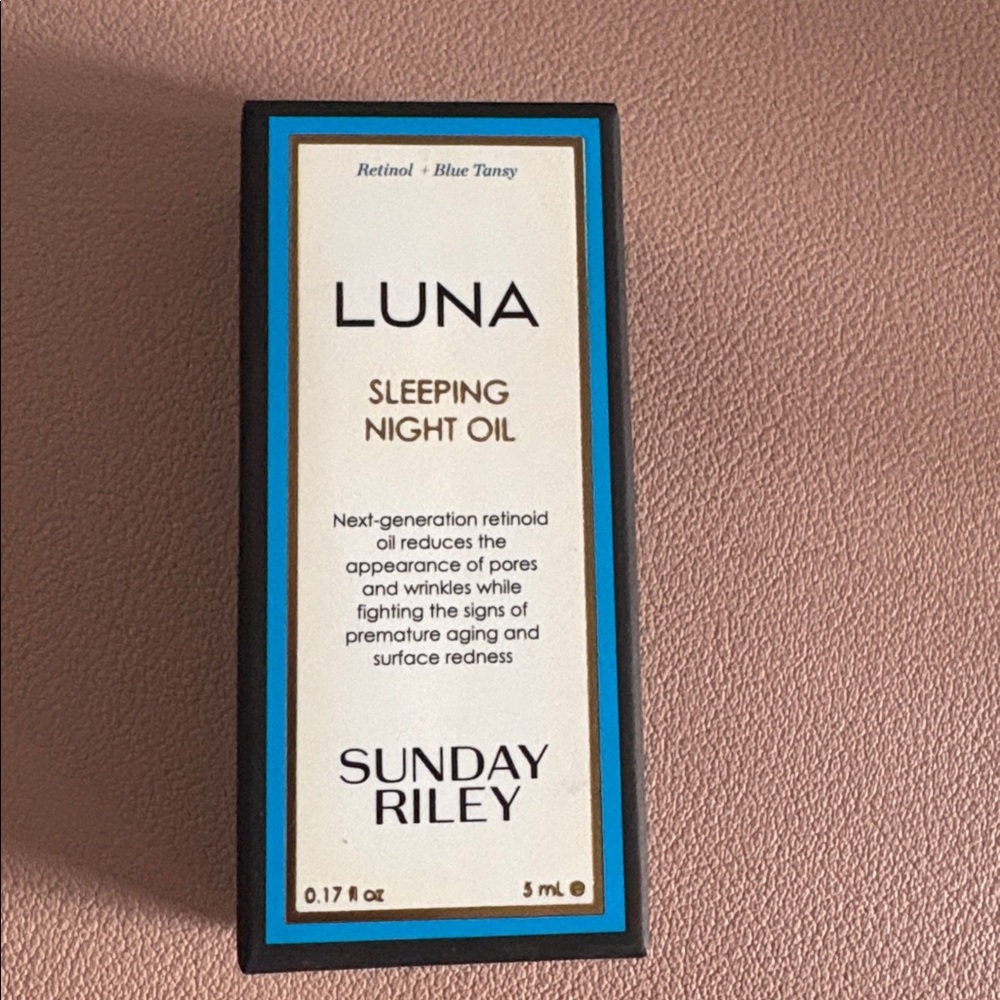 Retinol + Blue Tansy
LUNA
SLEEPING
NIGHT OIL
Next-generation retinoid
oil reduces the
appearance of pores
and wrinkles while
fighting the signs of
premature aging and
surface redness
SUNDAY
RILEY
0.17 fl oz 5 mL ℮